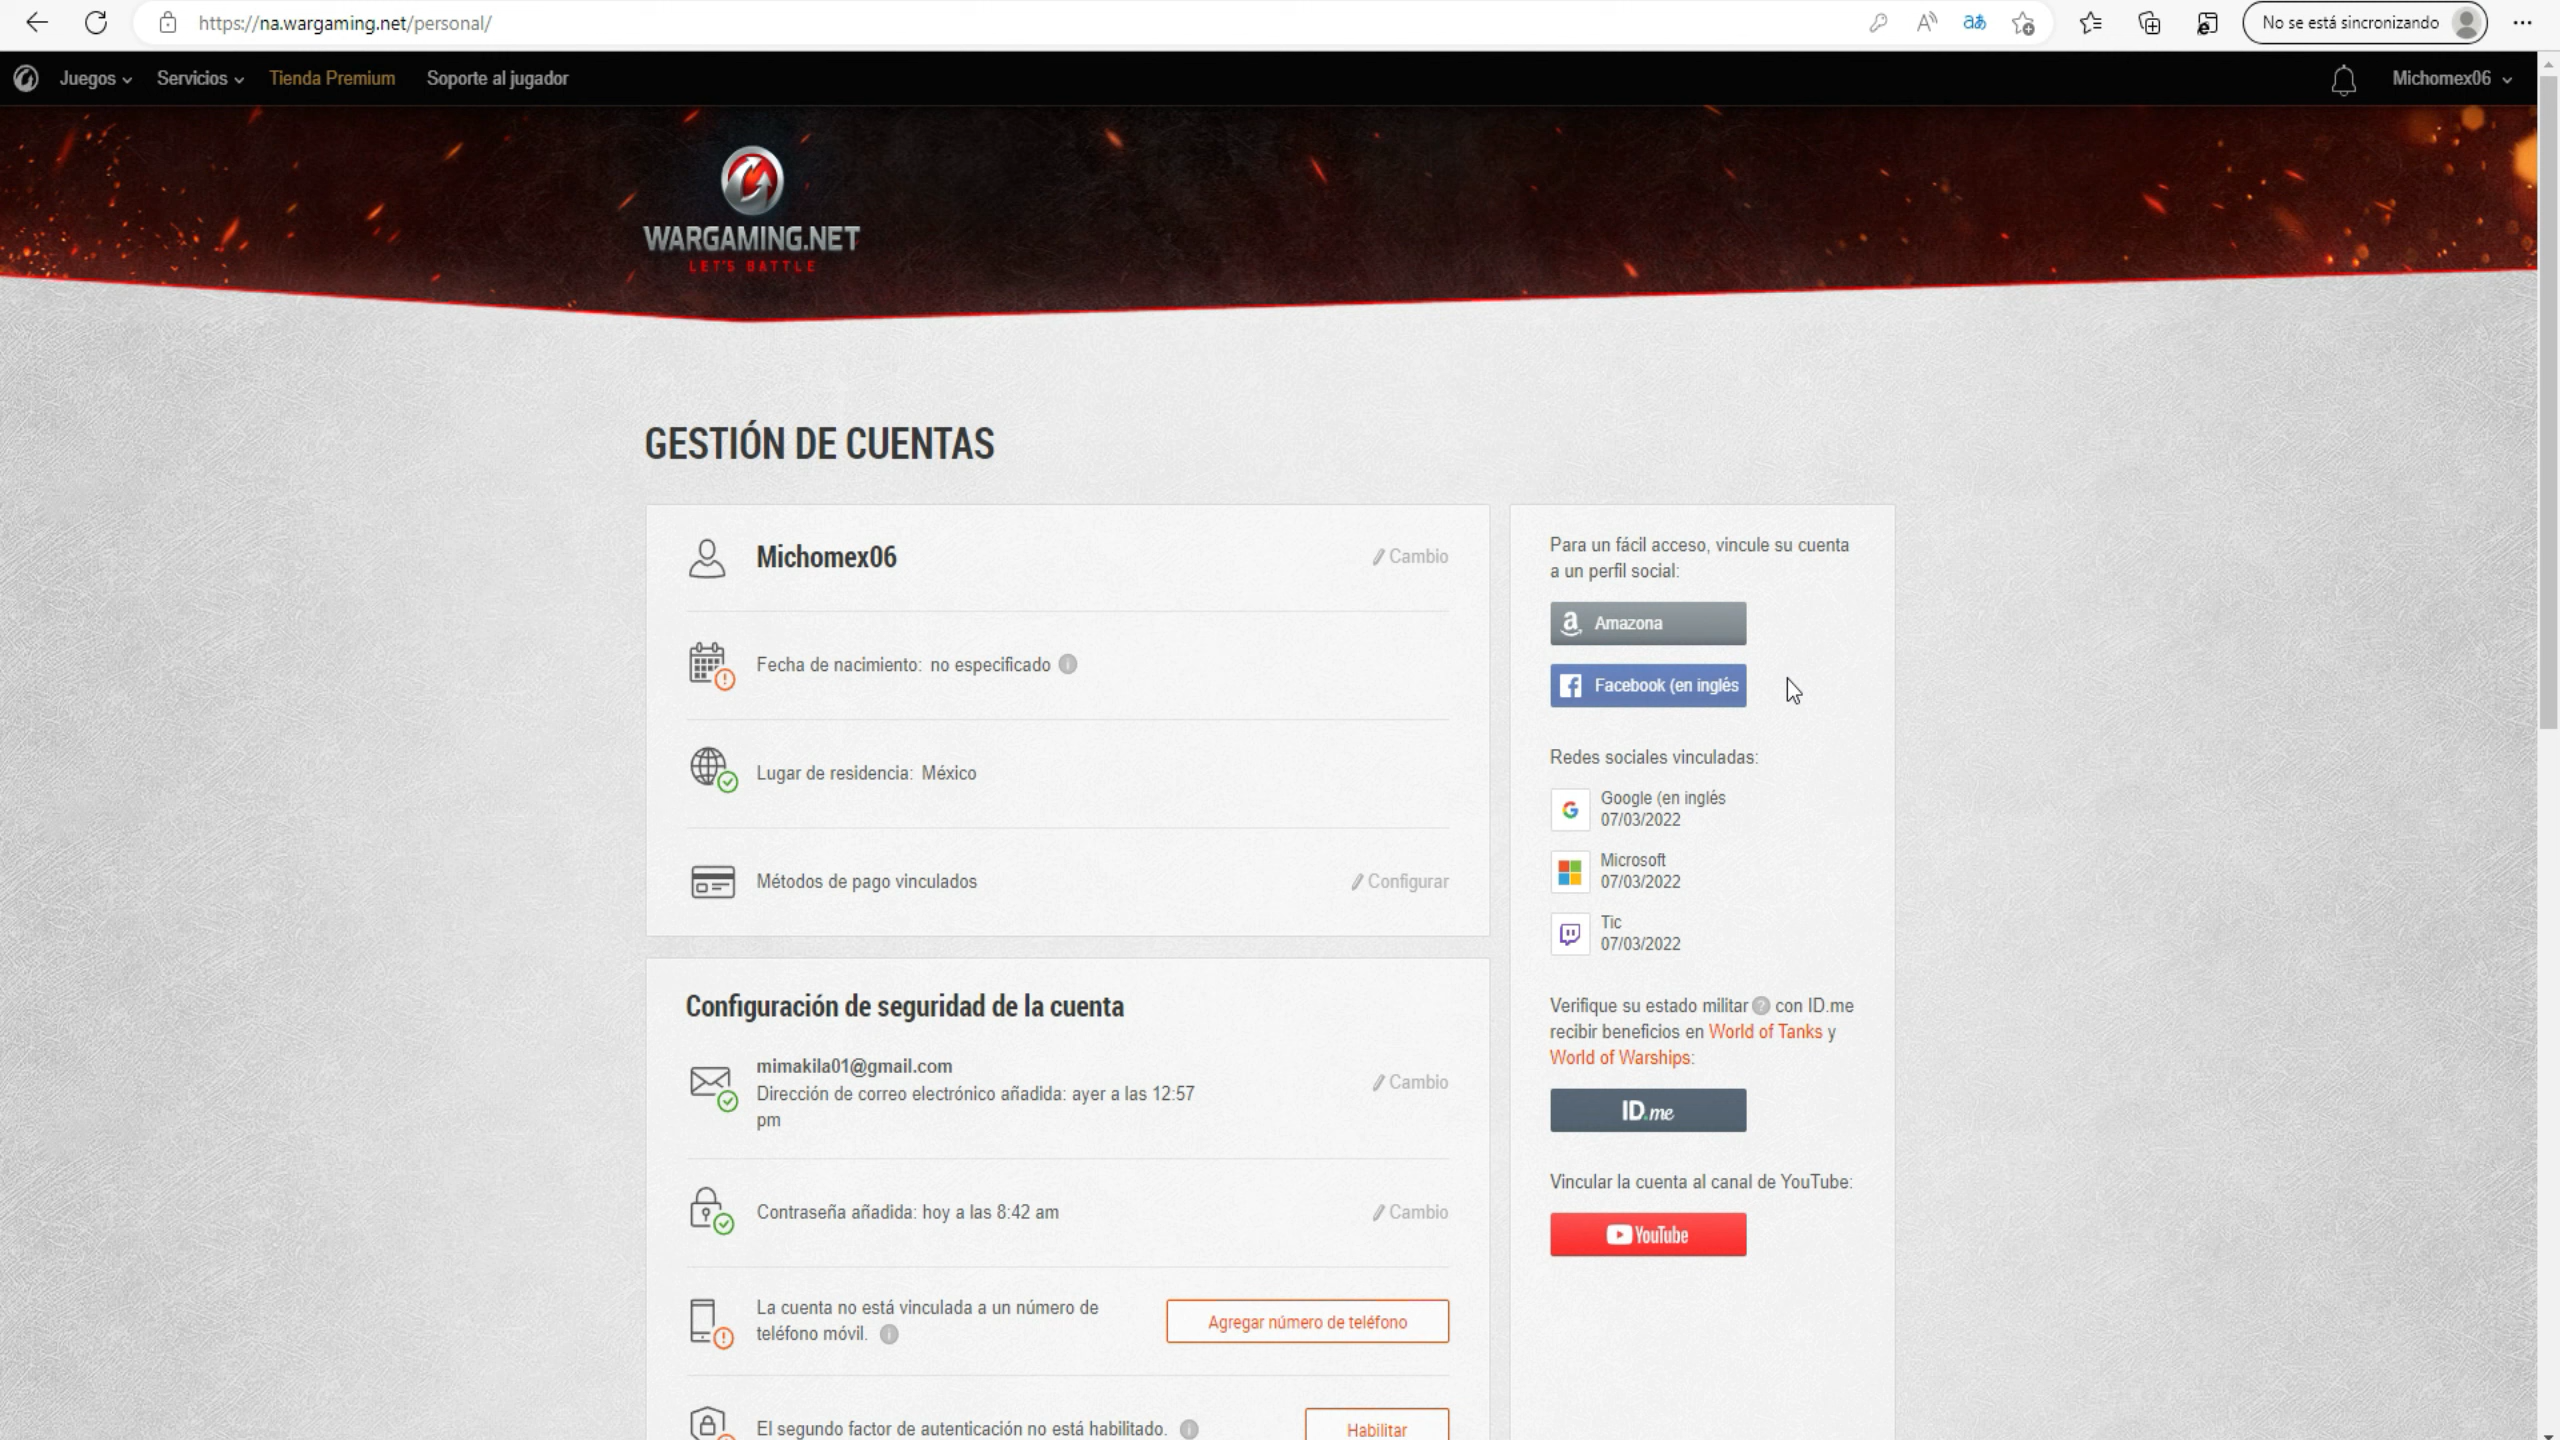 https://na.wargaming.net/personal/
No se está sincronizando
Juegos
Servicios
Tienda Premium
Soporte al jugador
Michomex06
WARGAMING.NET
LET'S BATTLE
GESTIÓN DE CUENTAS
Michomex06
Cambio
Fecha de nacimiento: no especificado
Lugar de residencia: México
Métodos de pago vinculados
Configurar
Configuración de seguridad de la cuenta
mimakila01@gmail.com
Dirección de correo electrónico añadida: ayer a las 12:57
pm
Cambio
Contraseña añadida: hoy a las 8:42 am
Cambio
La cuenta no está vinculada a un número de
teléfono móvil.
Agregar número de teléfono
El segundo factor de autenticación no está habilitado.
Habilitar
Para un fácil acceso, vincule su cuenta
a un perfil social:
Amazona
Facebook (en inglés
Redes sociales vinculadas:
Google (en inglés
07/03/2022
Microsoft
07/03/2022
Tic
07/03/2022
Verifique su estado militar ? con ID.me
recibir beneficios en World of Tanks y
World of Warships:
ID.me
Vincular la cuenta al canal de YouTube:
YouTube